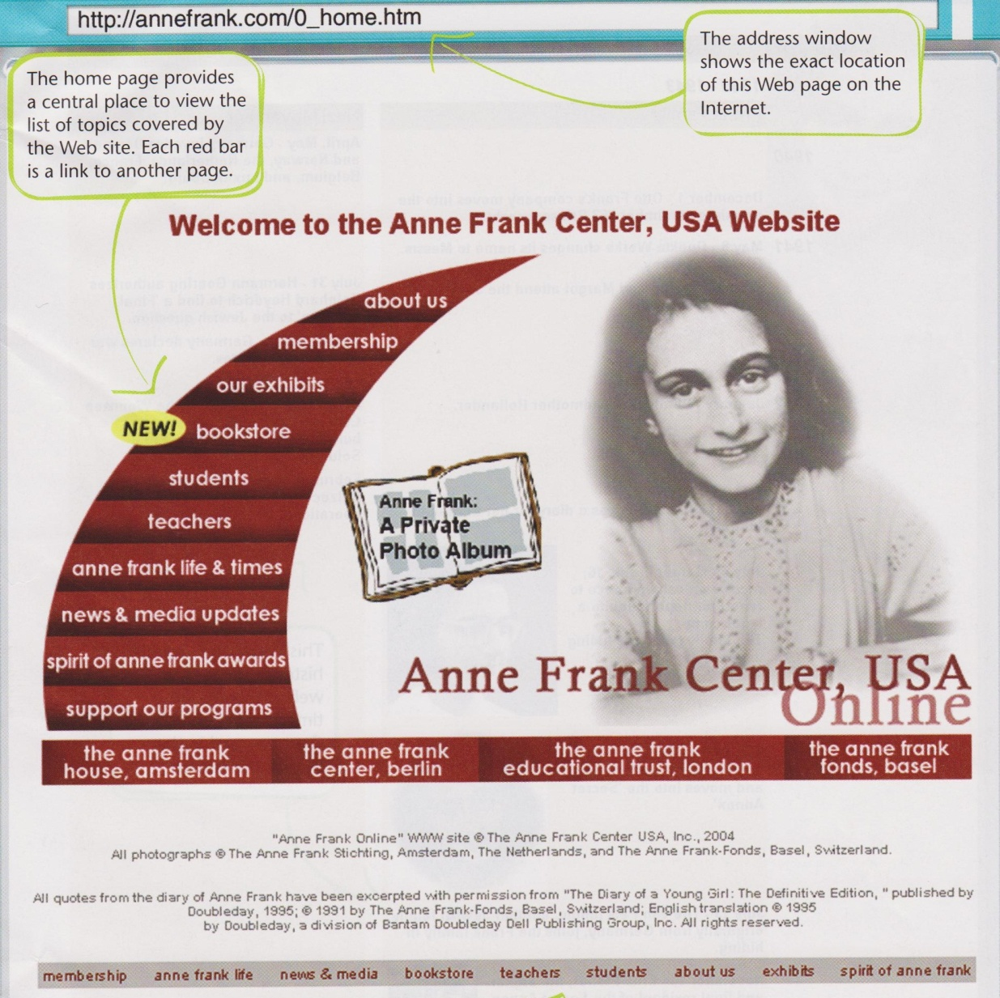 http://annefrank.com/0_home.htm
The address window
shows the exact location
of this Web page on the
Internet.
The home page provides
a central place to view the
list of topics covered by
the Web site. Each red bar
is a link to another page.
Welcome to the Anne Frank Center, USA Website
about us
membership
our exhibits
NEW! bookstore
students
teachers
anne frank life & times
news & media updates
spirit of anne frank awards
support our programs
Anne Frank:
A Private
Photo Album
Anne Frank Center, USA
Online
the anne frank
house, amsterdam
the anne frank
center, berlin
the anne frank
educational trust, london
the anne frank
fonds, basel
"Anne Frank Online" WWW site © The Anne Frank Center USA, Inc., 2004
All photographs © The Anne Frank Stichting, Amsterdam, The Netherlands, and The Anne Frank-Fonds, Basel, Switzerland.
All quotes from the diary of Anne Frank have been excerpted with permission from "The Diary of a Young Girl: The Definitive Edition, " published by
Doubleday, 1995; © 1991 by The Anne Frank-Fonds, Basel, Switzerland; English translation © 1995
by Doubleday, a division of Bantam Doubleday Dell Publishing Group, Inc. All rights reserved.
membership anne frank life news & media bookstore teachers students about us exhibits spirit of anne frank